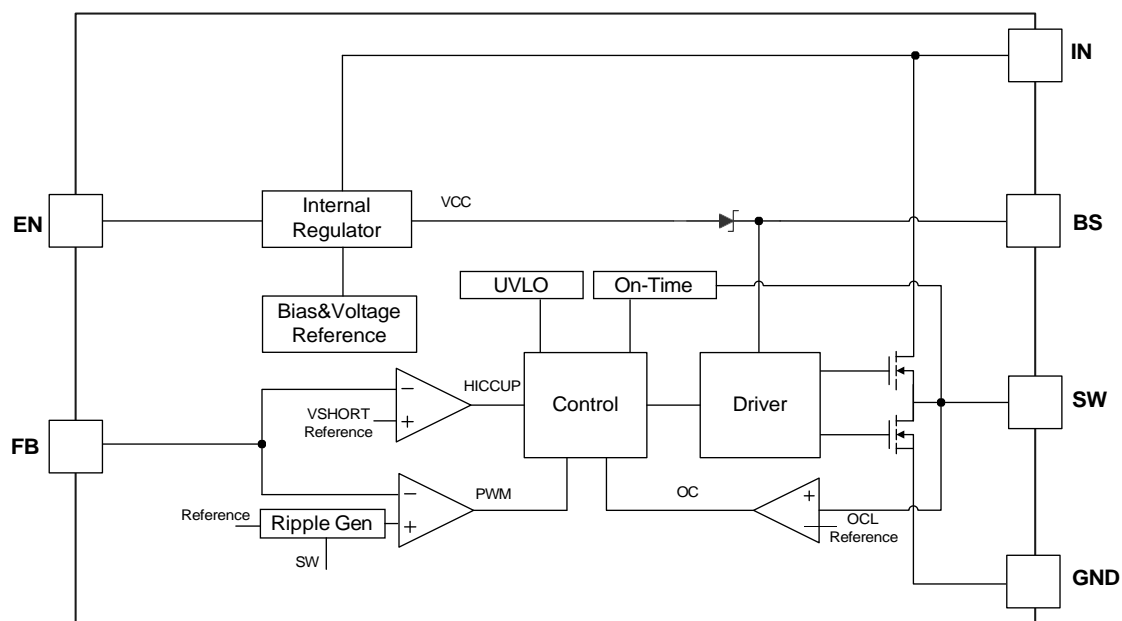 IN
EN
Internal
Regulator
VCC
BS
UVLO
On-Time
Bias&Voltage
Reference
HICCUP
−
+
VSHORT
Reference
Control
Driver
SW
FB
−
+
PWM
OC
+
Reference
Ripple Gen
SW
OCL
Reference
GND